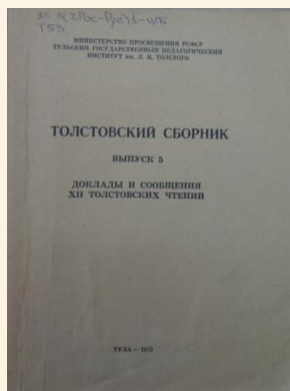 МИНИСТЕРСТВО ПРОСВЕЩЕНИЯ РСФСР
ТУЛЬСКИЙ ГОСУДАРСТВЕННЫЙ ПЕДАГОГИЧЕСКИЙ
ИНСТИТУТ им. Л. Н. ТОЛСТОГО
ТОЛСТОВСКИЙ СБОРНИК
ВЫПУСК 5
ДОКЛАДЫ И СООБЩЕНИЯ
XII ТОЛСТОВСКИХ ЧТЕНИЙ
ТУЛА —